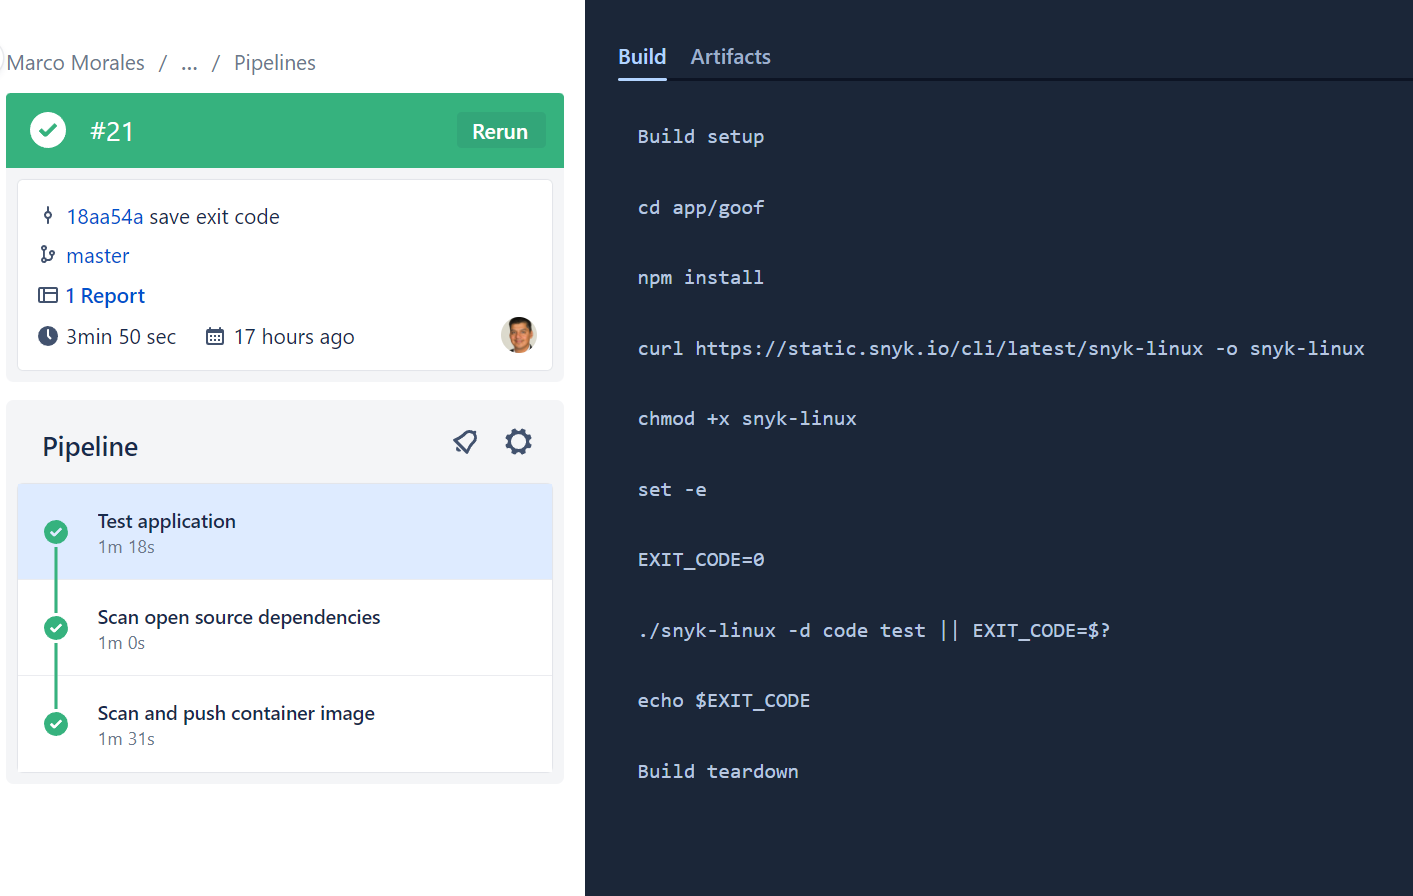 Marco Morales / ... / Pipelines
#21
Rerun
18aa54a save exit code
master
1 Report
3min 50 sec
17 hours ago
Pipeline
Test application
1m 18s
Scan open source dependencies
1m 0s
Scan and push container image
1m 31s
Build Artifacts
Build setup
cd app/goof
npm install
curl https://static.snyk.io/cli/latest/snyk-linux -o snyk-linux
chmod +x snyk-linux
set -e
EXIT_CODE=0
./snyk-linux -d code test || EXIT_CODE=$?
echo $EXIT_CODE
Build teardown